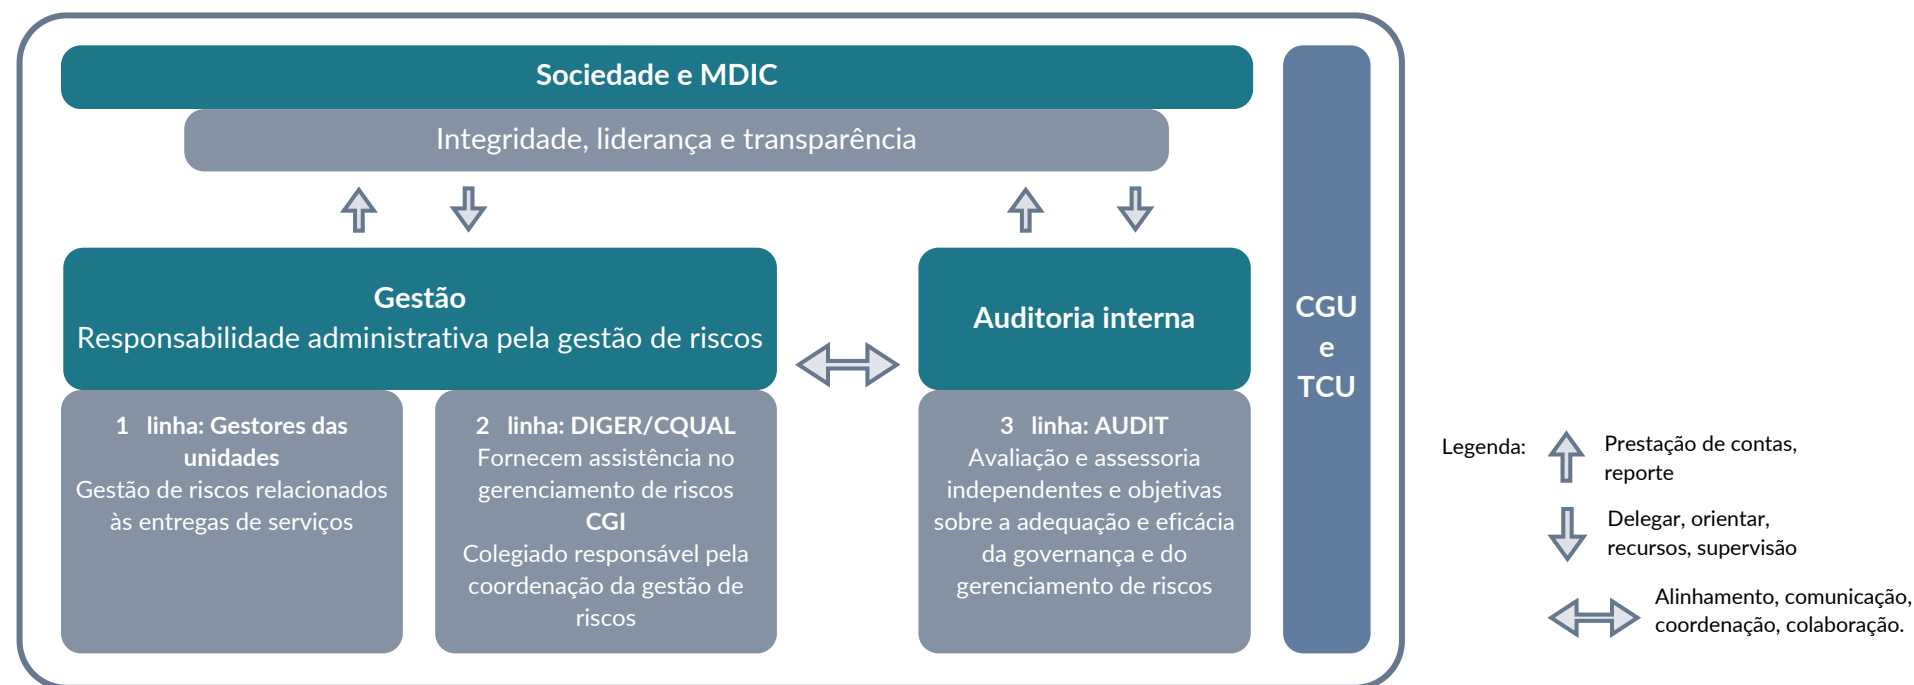 Sociedade e MDIC
Integridade, liderança e transparência
Gestão
Responsabilidade administrativa pela gestão de riscos
Auditoria interna
CGU
e
TCU
1 linha: Gestores das
unidades
Gestão de riscos relacionados
às entregas de serviços
2 linha: DIGER/CQUAL
Fornecem assistência no
gerenciamento de riscos
CGI
Colegiado responsável pela
coordenação da gestão de
riscos
3 linha: AUDIT
Avaliação e assessoria
independentes e objetivas
sobre a adequação e eficácia
da governança e do
gerenciamento de riscos
Legenda:
Prestação de contas,
reporte
Delegar, orientar,
recursos, supervisão
Alinhamento, comunicação,
coordenação, colaboração.